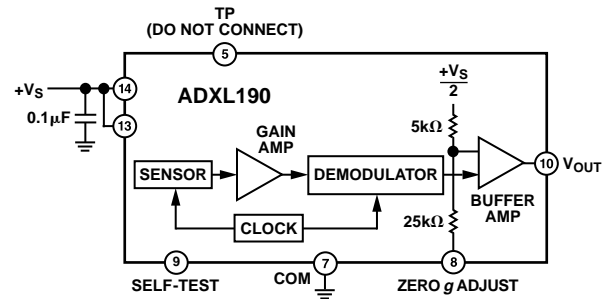 TP
(DO NOT CONNECT)
5
+VS
14
ADXL190
0.1µF
13
+VS
2
5kΩ
GAIN
AMP
SENSOR
DEMODULATOR
10
VOUT
BUFFER
AMP
CLOCK
25kΩ
9
7
8
SELF-TEST
COM
ZERO g ADJUST